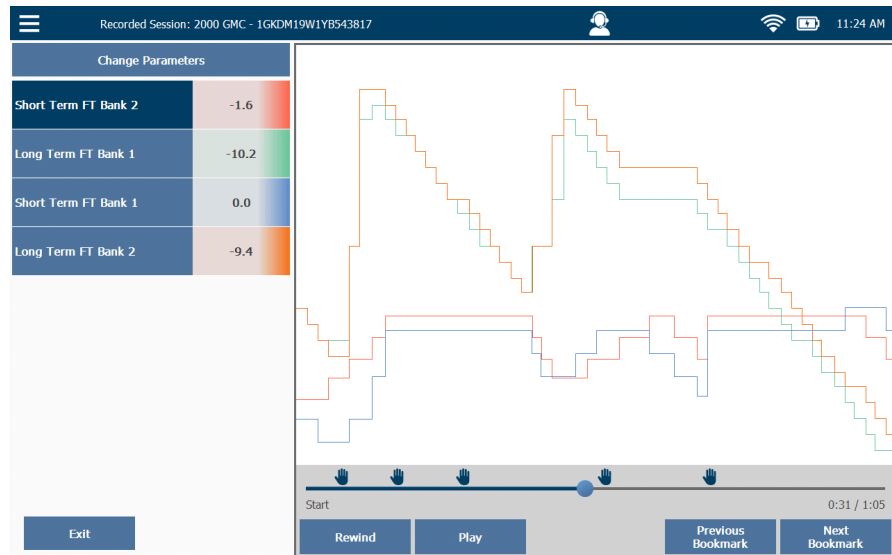 Recorded Session: 2000 GMC - 1GKDM19W1YB543817
11:24 AM
Change Parameters
Short Term FT Bank 2
-1.6
Long Term FT Bank 1
-10.2
Short Term FT Bank 1
0.0
Long Term FT Bank 2
-9.4
Start
0:31 / 1:05
Exit
Rewind
Play
Previous
Bookmark
Next
Bookmark